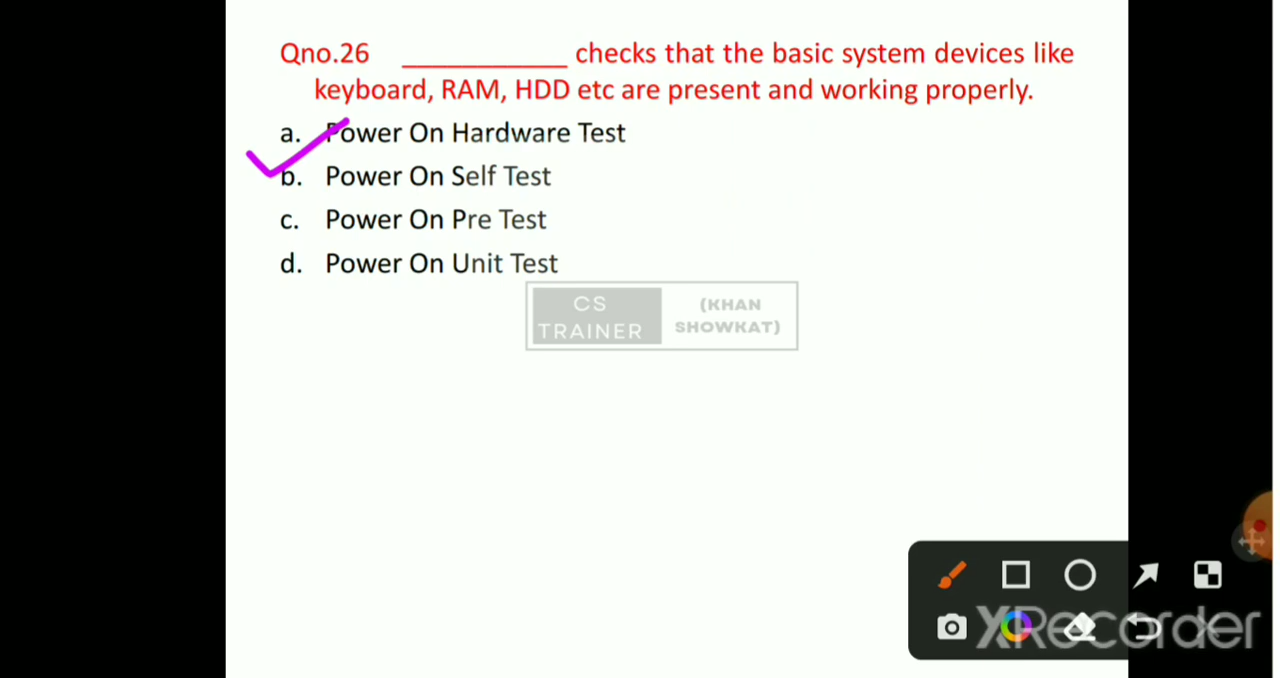 Qno.26 ____________ checks that the basic system devices like
keyboard, RAM, HDD etc are present and working properly.
a. Power On Hardware Test
b. Power On Self Test
c. Power On Pre Test
d. Power On Unit Test
CS
TRAINER
(KHAN
SHOWKAT)
XRecorder